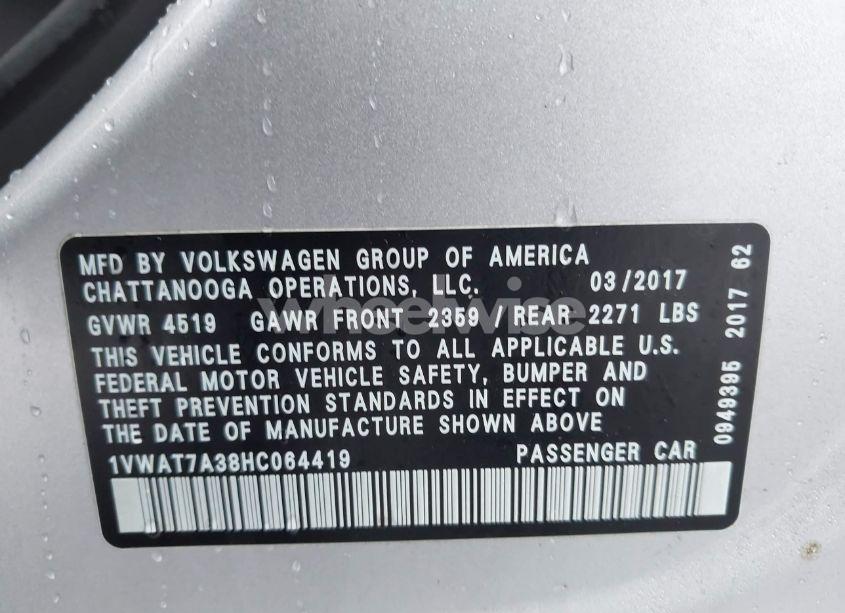 MFD BY VOLKSWAGEN GROUP OF AMERICA
CHATTANOOGA OPERATIONS, LLC. 03/2017
GVWR 4519 GAWR FRONT 2359 / REAR 2271 LBS
THIS VEHICLE CONFORMS TO ALL APPLICABLE U.S.
FEDERAL MOTOR VEHICLE SAFETY, BUMPER AND
THEFT PREVENTION STANDARDS IN EFFECT ON
THE DATE OF MANUFACTURE SHOWN ABOVE
1VWAT7A38HC064419 PASSENGER CAR
0949395 2017 62
wheelwise